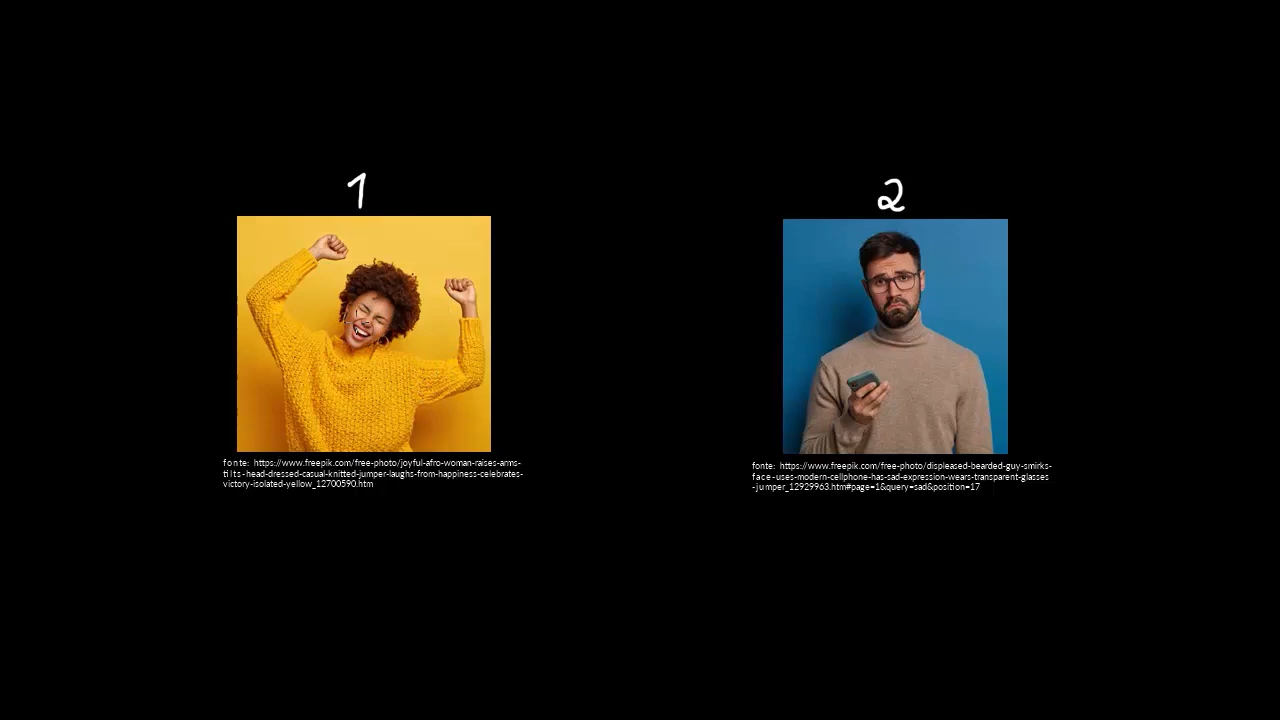 1
2
fonte: https://www.freepik.com/free-photo/joyful-afro-woman-raises-arms-
tilts-head-dressed-casual-knitted-jumper-laughs-from-happiness-celebrates-
victory-isolated-yellow_12700590.htm
fonte: https://www.freepik.com/free-photo/displeased-bearded-guy-smirks-
face-uses-modern-cellphone-has-sad-expression-wears-transparent-glasses
-jumper_12929963.htm#page=1&query=sad&position=17